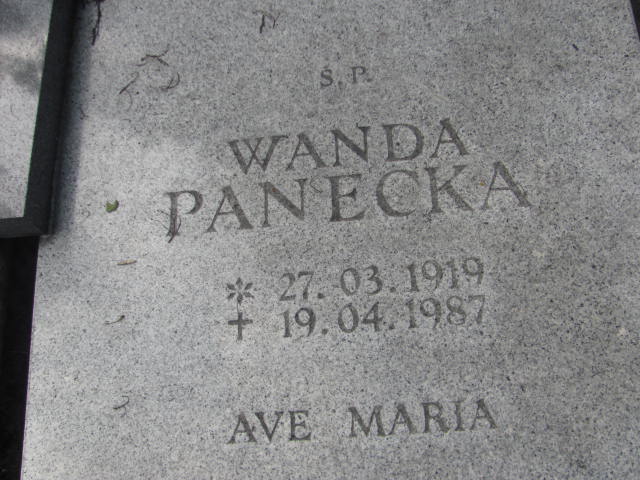 S.P.
WANDA
PANECKA
* 27.03.1919
+ 19.04.1987
AVE MARIA